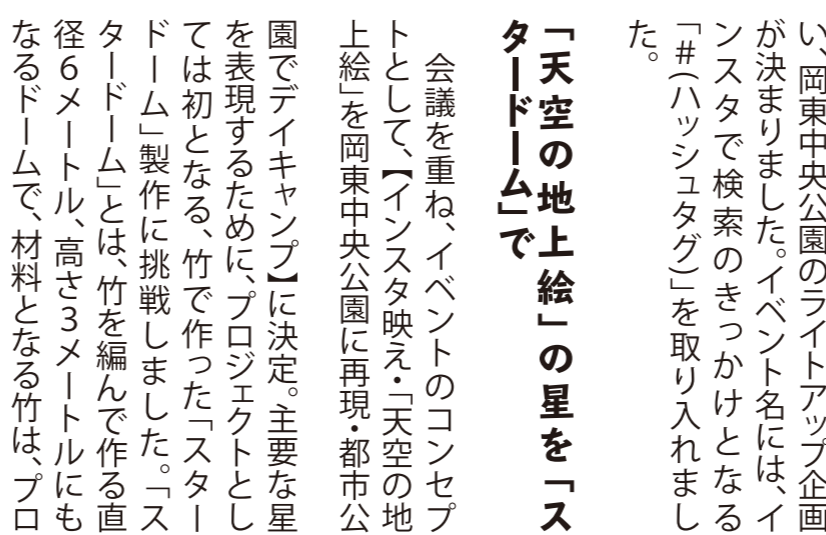 い、岡東中央公園のライトアップ企画
が決まりました。イベント名には、イ
ンスタで検索のきっかけとなる
「#(ハッシュタグ)」を取り入れまし
た。
「天空の地上絵」の星を「ス
タードーム」で
会議を重ね、イベントのコンセプ
トとして、【インスタ映え・「天空の地
上絵」を岡東中央公園に再現・都市公
園でデイキャンプ】に決定。主要な星
を表現するために、プロジェクトとし
ては初となる、竹で作った「スター
ドーム」製作に挑戦しました。「ス
タードーム」とは、竹を編んで作る直
径6メートル、高さ3メートルにも
なるドームで、材料となる竹は、プロ